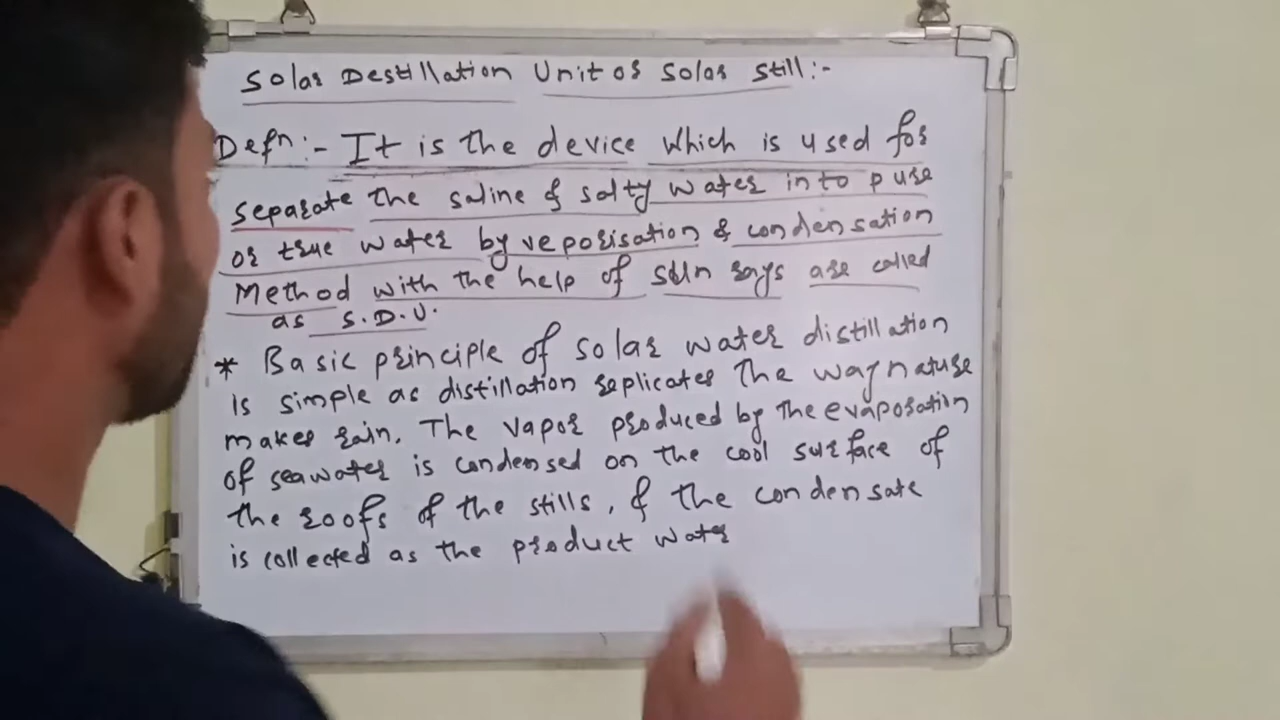 Solar Destillation Unit or Solar still:-
Defn:- It is the device which is used for
separate the saline & salty water in to pure
or true water by veporisation & condensation
Method with the help of sun rays are called
as S.D.U.
* Basic principle of solar water distillation
is simple as distillation replicates the way nature
makes rain. The vapor produced by the evaporation
of seawater is condensed on the cool surface of
the roofs of the stills, & the condensate
is collected as the product water